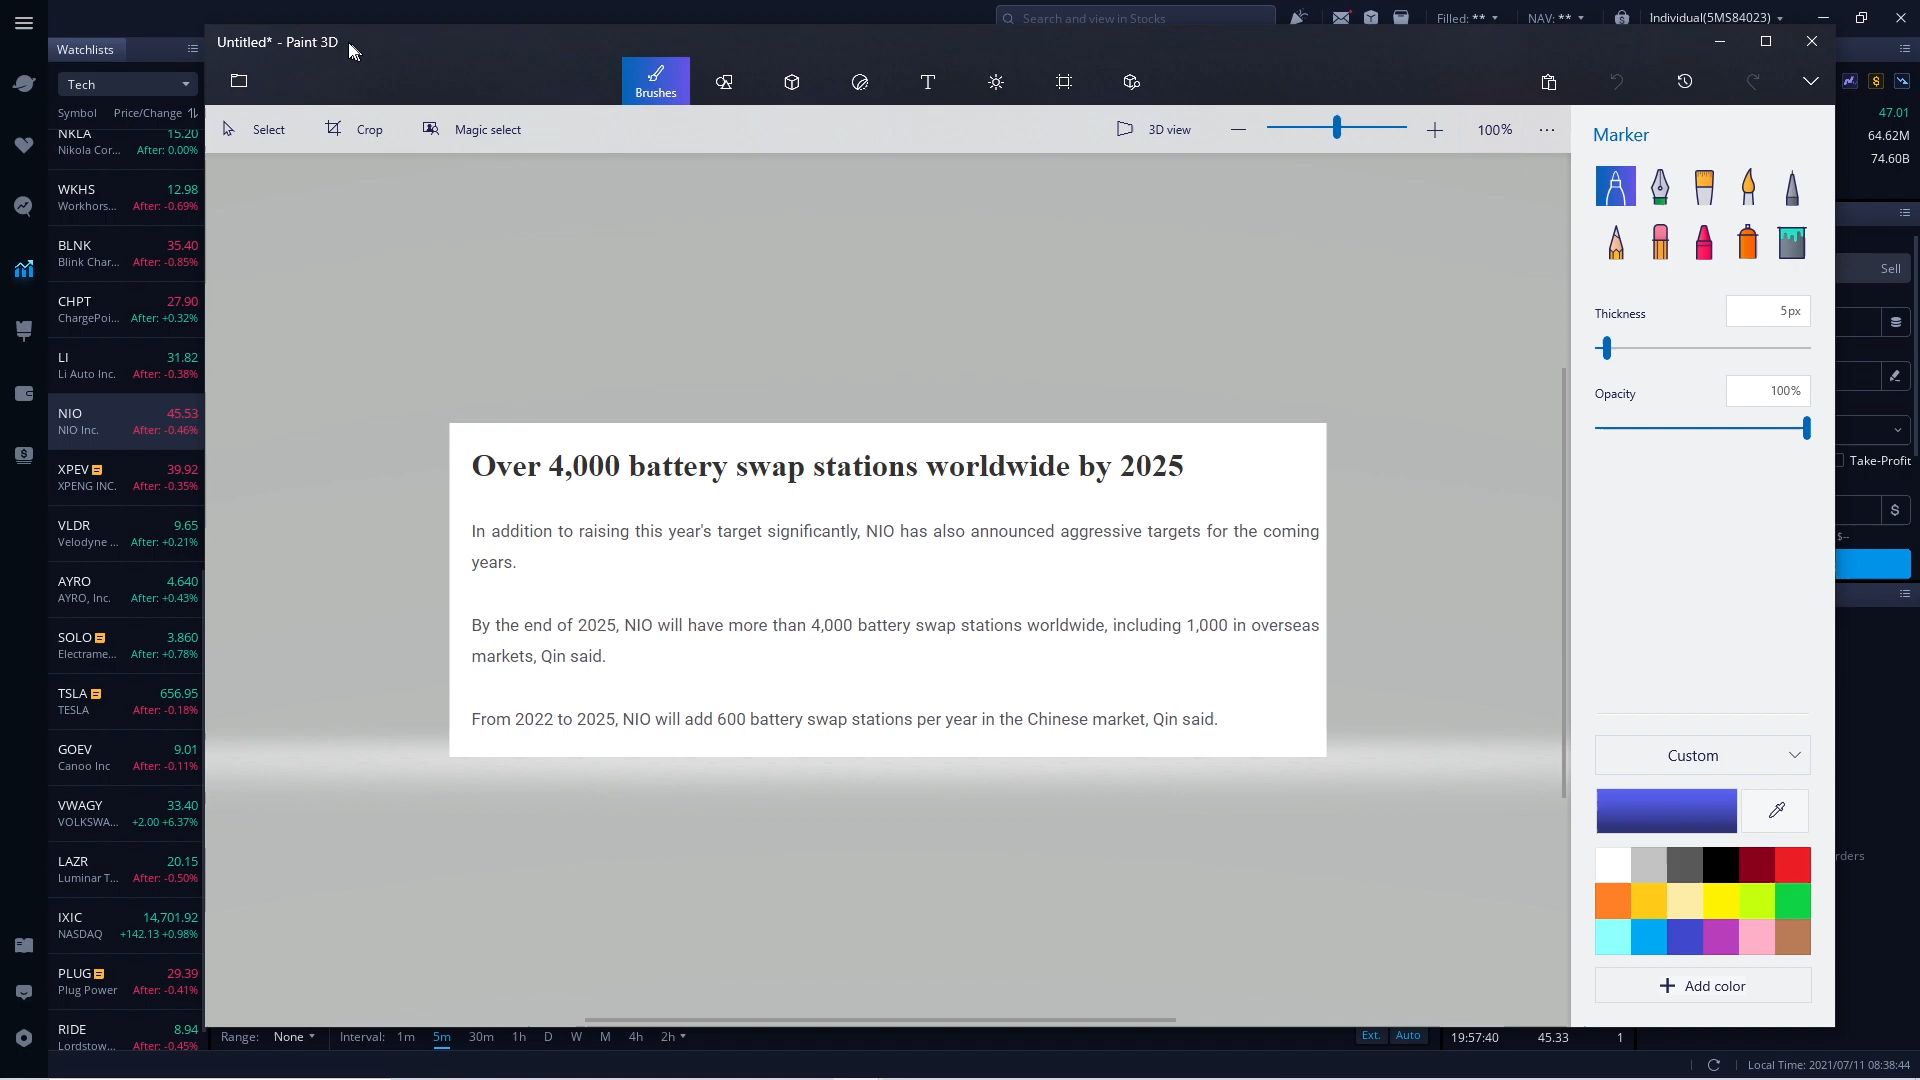 Search and view in Stocks
Filled: **
NAV: **
Individual(5MS84023)
Watchlists
Untitled* - Paint 3D
Tech
Brushes
47.01
Symbol Price/Change
64.62M
74.60B
Select
Crop
Magic select
3D view
100%
Marker
NKLA 15.20
Nikola Cor... After: 0.00%
WKHS 12.98
Workhors... After: -0.69%
BLNK 35.40
Blink Char... After: -0.85%
CHPT 27.90
ChargePoi... After: +0.32%
LI 31.82
Li Auto Inc. After: -0.38%
NIO 45.53
NIO Inc. After: -0.46%
XPEV 39.92
XPENG INC. After: -0.35%
VLDR 9.65
Velodyne ... After: +0.21%
AYRO 4.640
AYRO, Inc. After: +0.43%
SOLO 3.860
Electrame... After: +0.78%
TSLA 656.95
TESLA After: -0.18%
GOEV 9.01
Canoo Inc After: -0.11%
VWAGY 33.40
VOLKSWA... +2.00 +6.37%
LAZR 20.15
Luminar T... After: -0.50%
IXIC 14,701.92
NASDAQ +142.13 +0.98%
PLUG 29.39
Plug Power After: -0.41%
RIDE 8.94
Lordstow... After: -0.45%
Over 4,000 battery swap stations worldwide by 2025
In addition to raising this year's target significantly, NIO has also announced aggressive targets for the coming
years.
By the end of 2025, NIO will have more than 4,000 battery swap stations worldwide, including 1,000 in overseas
markets, Qin said.
From 2022 to 2025, NIO will add 600 battery swap stations per year in the Chinese market, Qin said.
Thickness 5px
Opacity 100%
Custom
Add color
Sell
Take-Profit
$
$--
rders
Range: None
Interval: 1m 5m 30m 1h D W M 4h 2h
Ext. Auto
19:57:40 45.33 1
Local Time: 2021/07/11 08:38:44